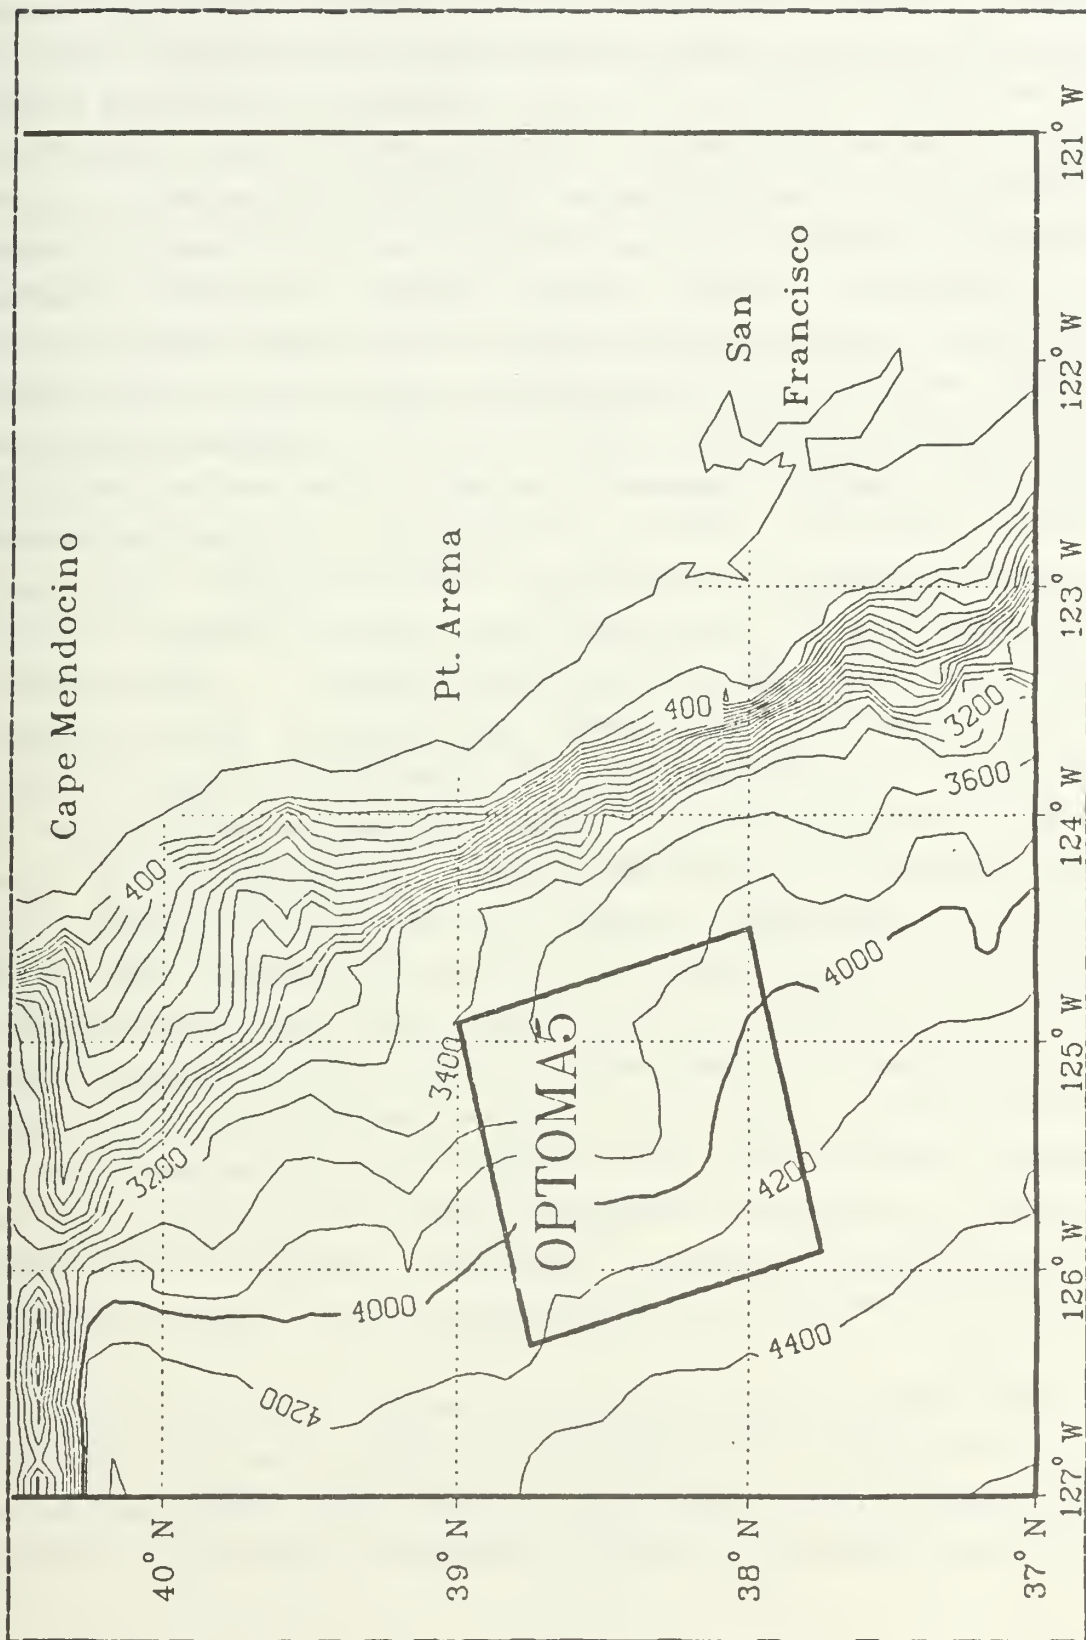 Cape Mendocino
Pt. Arena
San
Francisco
400
400
3200
3600
4000
3400
OPTOMA5
3200
4200
4000
4400
4200
40° N
39° N
38° N
37° N
127° W
126° W
125° W
124° W
123° W
122° W
121° W